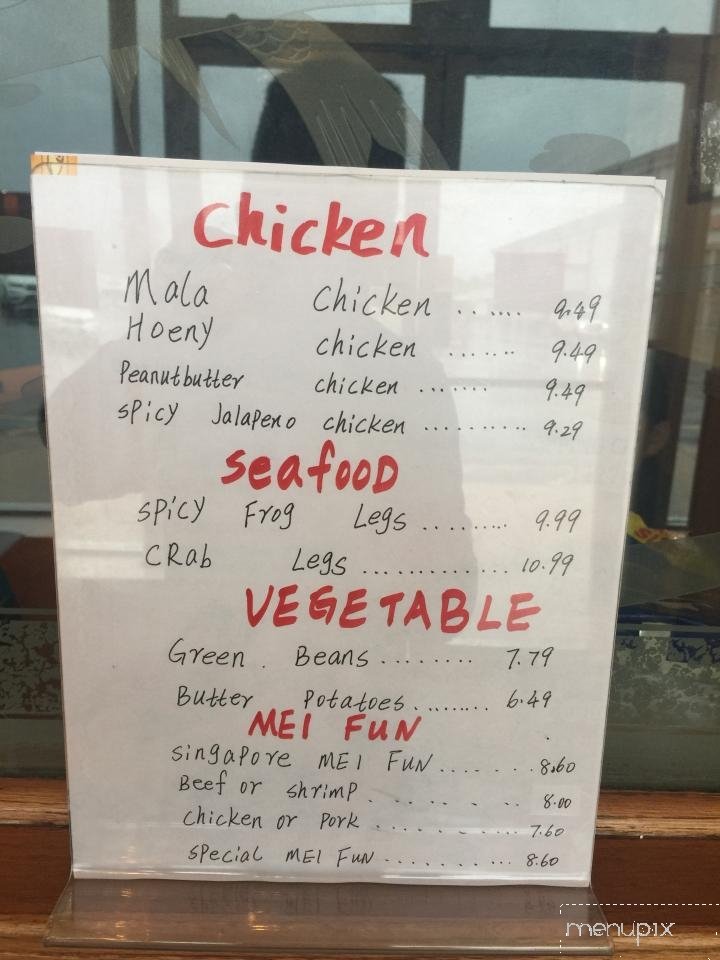 Chicken
Mala Chicken ...... 9.49
Hoeny chicken ....... 9.49
Peanutbutter chicken ....... 9.49
spicy Jalapeno chicken .......... 9.29
seafood
spicy Frog Legs ......... 9.99
CRab Legs ............. 10.99
VEGETABLE
Green . Beans ........ 7.79
Butter Potatoes ........ 6.49
MEI FUN
singapore MEI FUN ....... 8.60
Beef or shrimp ...... 8.00
chicken or Pork ......... 7.60
special MEI FUN .......... 8.60
menupix